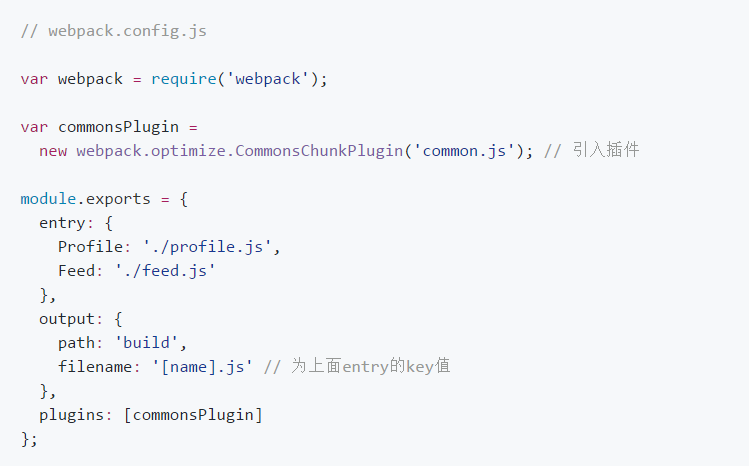 // webpack.config.js
var webpack = require('webpack');
var commonsPlugin =
  new webpack.optimize.CommonsChunkPlugin('common.js'); // 引入插件
module.exports = {
  entry: {
    Profile: './profile.js',
    Feed: './feed.js'
  },
  output: {
    path: 'build',
    filename: '[name].js' // 为上面entry的key值
  },
  plugins: [commonsPlugin]
};